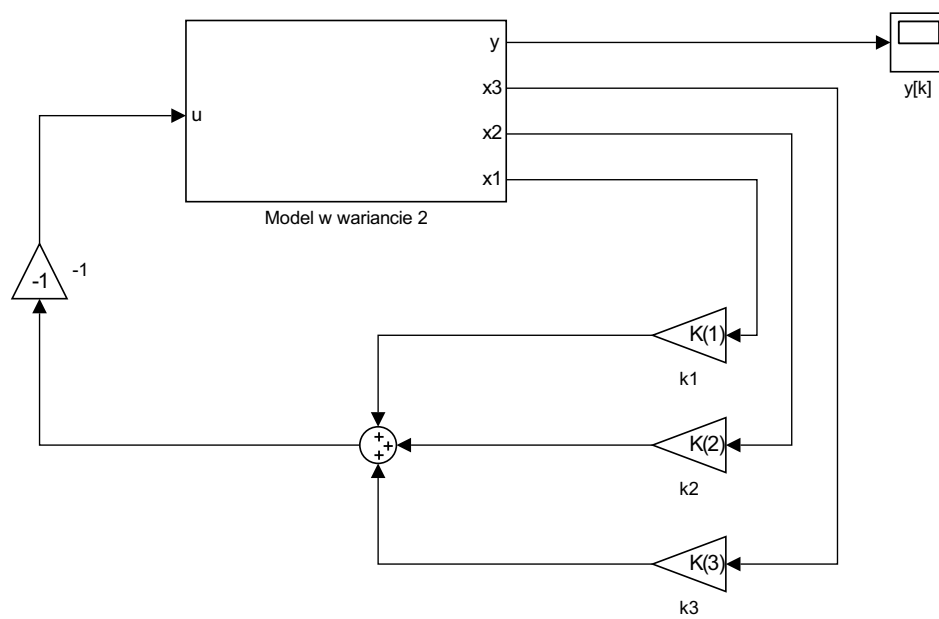 y
y[k]
x3
u
x2
x1
Model w wariancie 2
-1
-1
K(1)
k1
+
+
+
K(2)
k2
K(3)
k3